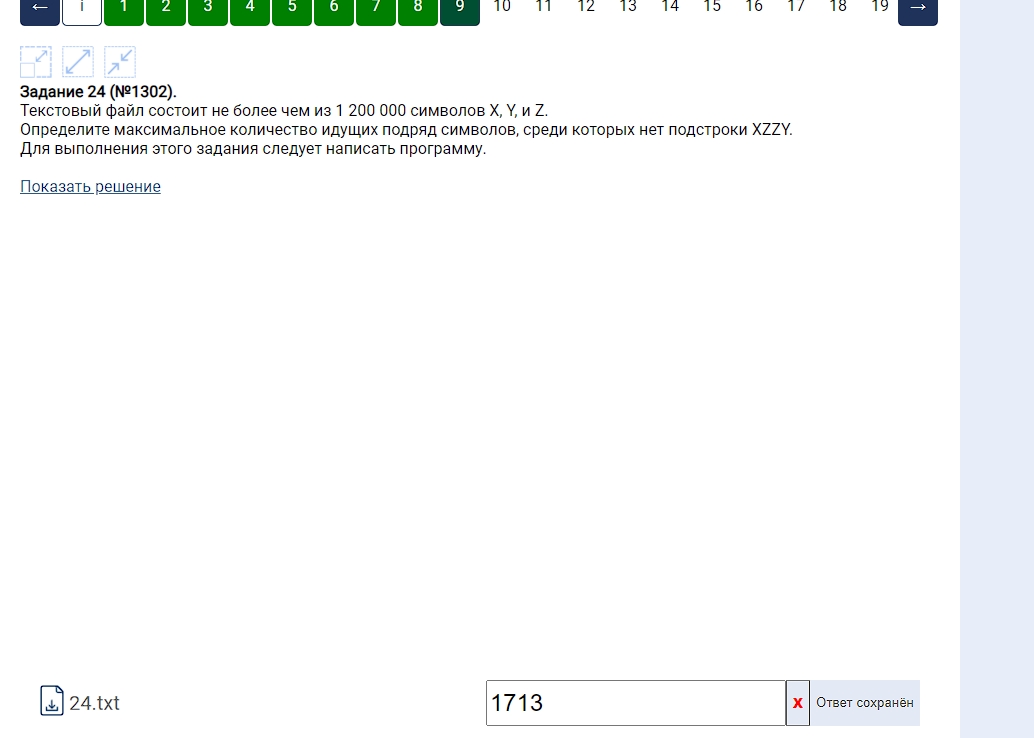 ← i 1 2 3 4 5 6 7 8 9 10 11 12 13 14 15 16 17 18 19 →
Задание 24 (№1302).
Текстовый файл состоит не более чем из 1 200 000 символов X, Y, и Z.
Определите максимальное количество идущих подряд символов, среди которых нет подстроки XZZY.
Для выполнения этого задания следует написать программу.
Показать решение
24.txt
1713 x Ответ сохранён